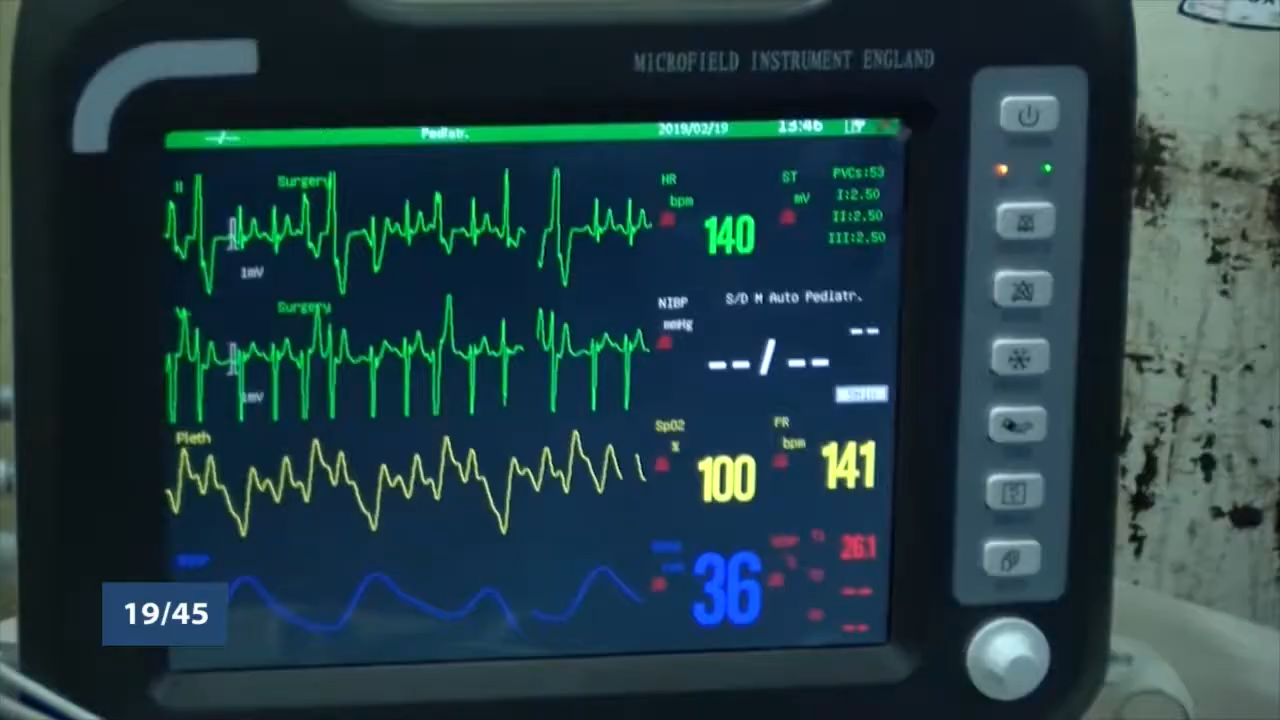 MICROFIELD INSTRUMENT ENGLAND
Pediatr. 2019/02/19 13:46
II Surgery
HR
bpm
140
ST
mV
PVCs:53
I:2.50
II:2.50
III:2.50
1mV
Surgery
1mV
NIBP
mmHg
S/D M Auto Pediatr.
--
-- / --
Pleth
SpO2
%
100
PR
bpm
141
36
26.1
--
--
19/45